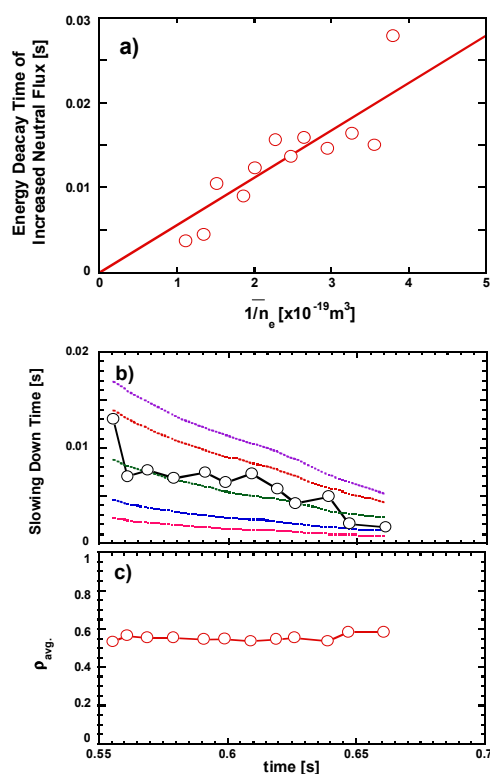 a)
Energy Deacay Time of
Increased Neutral Flux [s]
0.03
0.02
0.01
0
0 1 2 3 4 5
1/n̅e [x10⁻¹⁹m³]
b)
Slowing Down Time [s]
0.02
0.01
0
c)
ρavg.
1
0.8
0.6
0.4
0.2
0
0.55 0.6 0.65 0.7
time [s]